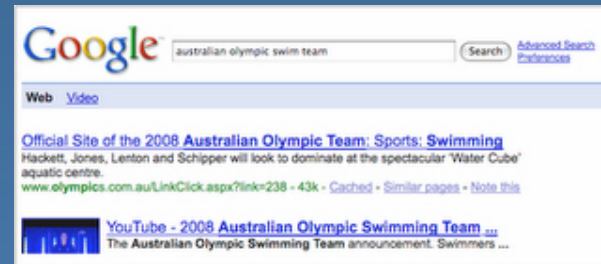 Google australian olympic swim team Search Advanced Search
Preferences
Web Video
Official Site of the 2008 Australian Olympic Team: Sports: Swimming
Hackett, Jones, Lenton and Schipper will look to dominate at the spectacular 'Water Cube'
aquatic centre.
www.olympics.com.au/LinkClick.aspx?link=238 - 43k - Cached - Similar pages - Note this
YouTube - 2008 Australian Olympic Swimming Team ...
The Australian Olympic Swimming Team announcement. Swimmers ...